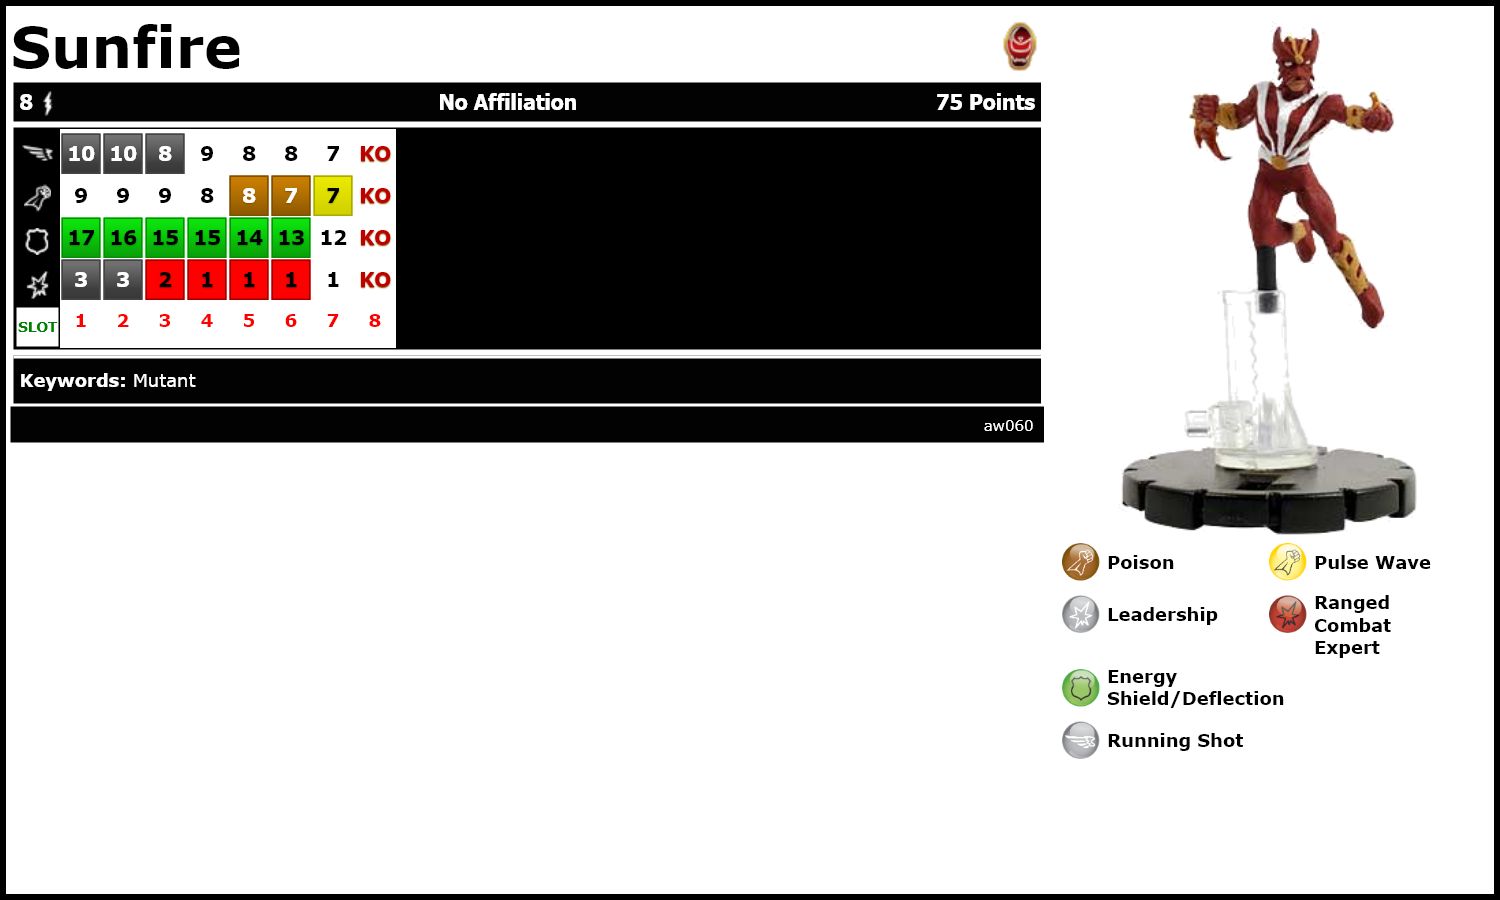 Sunfire
8 No Affiliation 75 Points
10 10 8 9 8 8 7 KO
9 9 9 8 8 7 7 KO
17 16 15 15 14 13 12 KO
3 3 2 1 1 1 1 KO
SLOT 1 2 3 4 5 6 7 8
Keywords: Mutant
aw060
Poison
Pulse Wave
Leadership
Ranged
Combat
Expert
Energy
Shield/Deflection
Running Shot